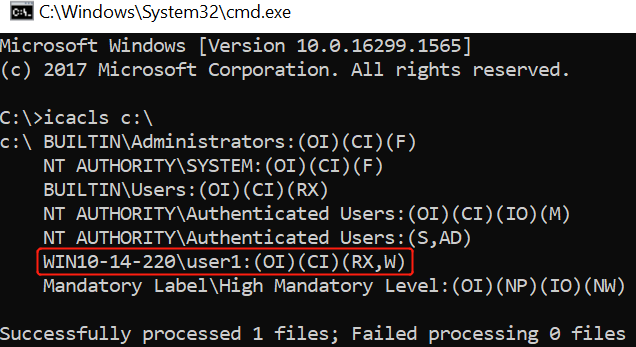 C:\Windows\System32\cmd.exe
Microsoft Windows [Version 10.0.16299.1565]
(c) 2017 Microsoft Corporation. All rights reserved.
C:\>icacls c:\
c:\ BUILTIN\Administrators:(OI)(CI)(F)
NT AUTHORITY\SYSTEM:(OI)(CI)(F)
BUILTIN\Users:(OI)(CI)(RX)
NT AUTHORITY\Authenticated Users:(OI)(CI)(IO)(M)
NT AUTHORITY\Authenticated Users:(S,AD)
WIN10-14-220\user1:(OI)(CI)(RX,W)
Mandatory Label\High Mandatory Level:(OI)(NP)(IO)(NW)
Successfully processed 1 files; Failed processing 0 files